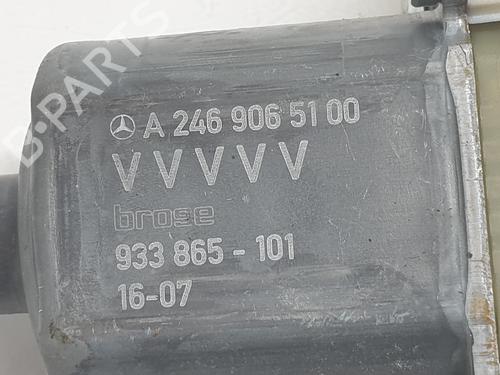 A 246 906 51 00
VVVVV
brose
933 865 - 101
16-07
B-PARTS